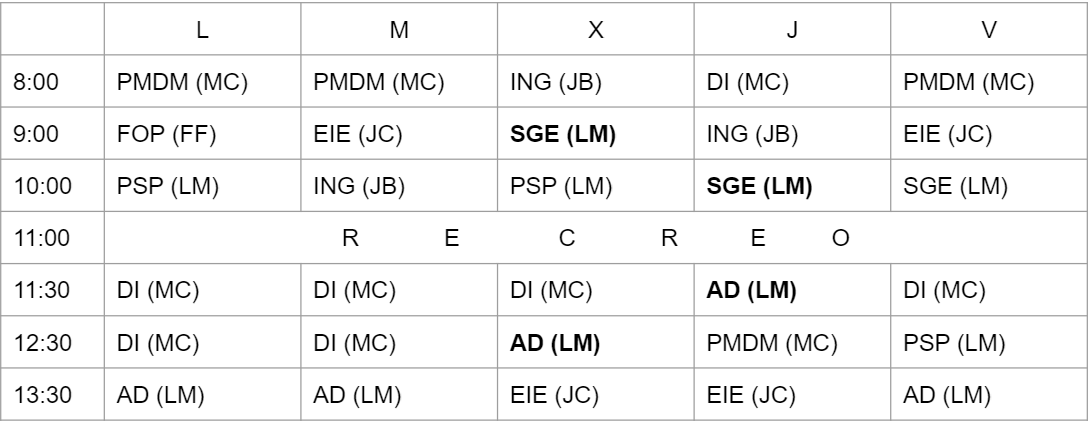 L M X J V
8:00 PMDM (MC) PMDM (MC) ING (JB) DI (MC) PMDM (MC)
9:00 FOP (FF) EIE (JC) SGE (LM) ING (JB) EIE (JC)
10:00 PSP (LM) ING (JB) PSP (LM) SGE (LM) SGE (LM)
11:00 R E C R E O
11:30 DI (MC) DI (MC) DI (MC) AD (LM) DI (MC)
12:30 DI (MC) DI (MC) AD (LM) PMDM (MC) PSP (LM)
13:30 AD (LM) AD (LM) EIE (JC) EIE (JC) AD (LM)